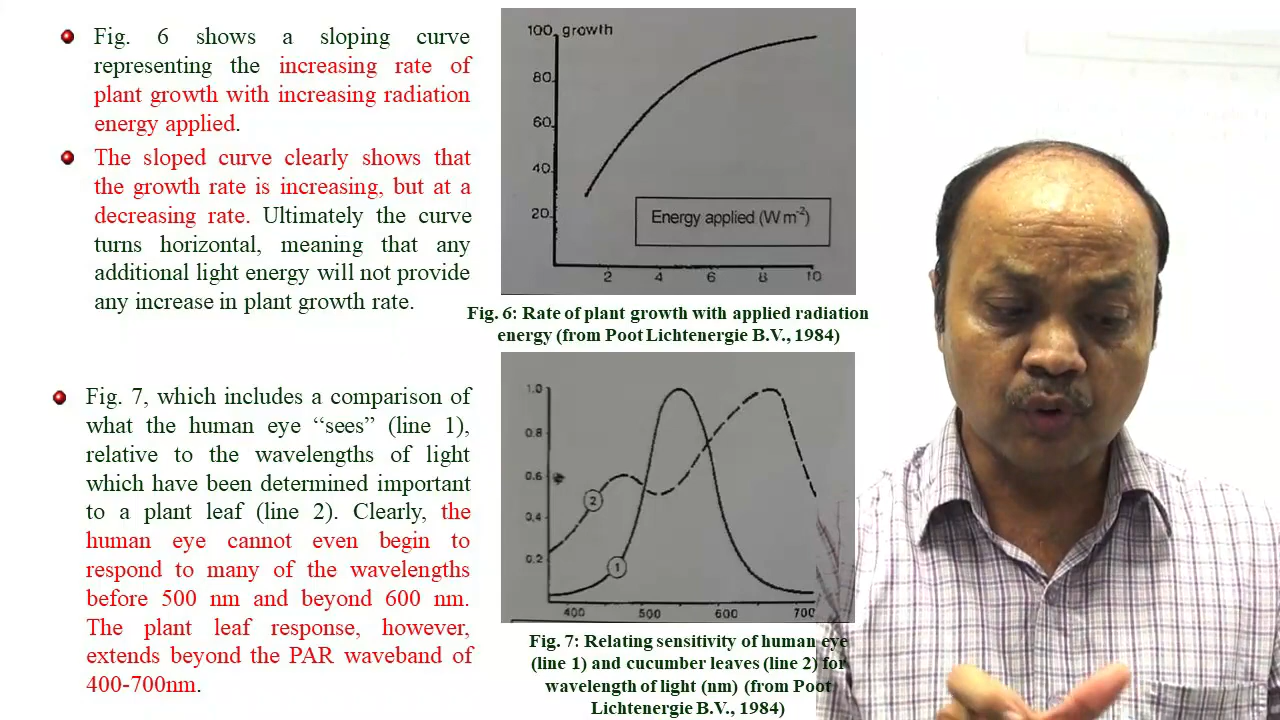 Fig. 6 shows a sloping curve
representing the increasing rate of
plant growth with increasing radiation
energy applied.
The sloped curve clearly shows that
the growth rate is increasing, but at a
decreasing rate. Ultimately the curve
turns horizontal, meaning that any
additional light energy will not provide
any increase in plant growth rate.
100 growth
80
60
40
20
Energy applied (W m-2)
2 4 6 8 10
Fig. 6: Rate of plant growth with applied radiation
energy (from Poot Lichtenergie B.V., 1984)
Fig. 7, which includes a comparison of
what the human eye “sees” (line 1),
relative to the wavelengths of light
which have been determined important
to a plant leaf (line 2). Clearly, the
human eye cannot even begin to
respond to many of the wavelengths
before 500 nm and beyond 600 nm.
The plant leaf response, however,
extends beyond the PAR waveband of
400-700nm.
1.0
0.8
0.6
0.4
0.2
2
1
400 500 600 700
Fig. 7: Relating sensitivity of human eye
(line 1) and cucumber leaves (line 2) for
wavelength of light (nm) (from Poot
Lichtenergie B.V., 1984)